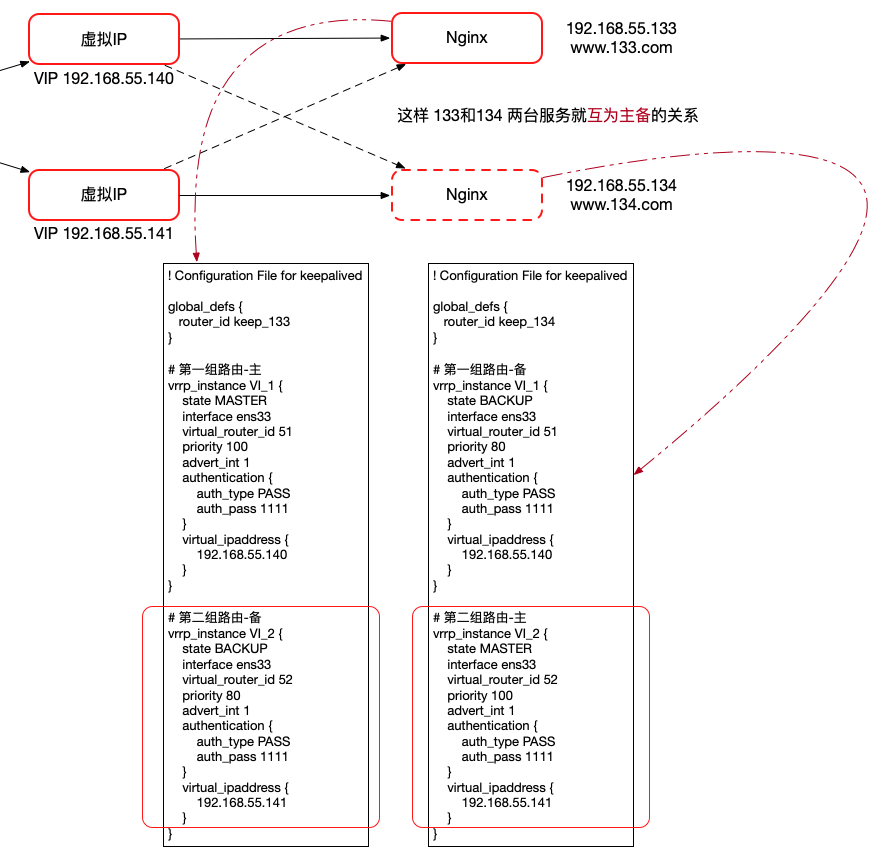 虚拟IP
VIP 192.168.55.140
Nginx
192.168.55.133
www.133.com
这样 133和134 两台服务就互为主备的关系
虚拟IP
VIP 192.168.55.141
Nginx
192.168.55.134
www.134.com
! Configuration File for keepalived
global_defs {
router_id keep_133
}
# 第一组路由-主
vrrp_instance VI_1 {
state MASTER
interface ens33
virtual_router_id 51
priority 100
advert_int 1
authentication {
auth_type PASS
auth_pass 1111
}
virtual_ipaddress {
192.168.55.140
}
}
# 第二组路由-备
vrrp_instance VI_2 {
state BACKUP
interface ens33
virtual_router_id 52
priority 80
advert_int 1
authentication {
auth_type PASS
auth_pass 1111
}
virtual_ipaddress {
192.168.55.141
}
}
! Configuration File for keepalived
global_defs {
router_id keep_134
}
# 第一组路由-备
vrrp_instance VI_1 {
state BACKUP
interface ens33
virtual_router_id 51
priority 80
advert_int 1
authentication {
auth_type PASS
auth_pass 1111
}
virtual_ipaddress {
192.168.55.140
}
}
# 第二组路由-主
vrrp_instance VI_2 {
state MASTER
interface ens33
virtual_router_id 52
priority 100
advert_int 1
authentication {
auth_type PASS
auth_pass 1111
}
virtual_ipaddress {
192.168.55.141
}
}